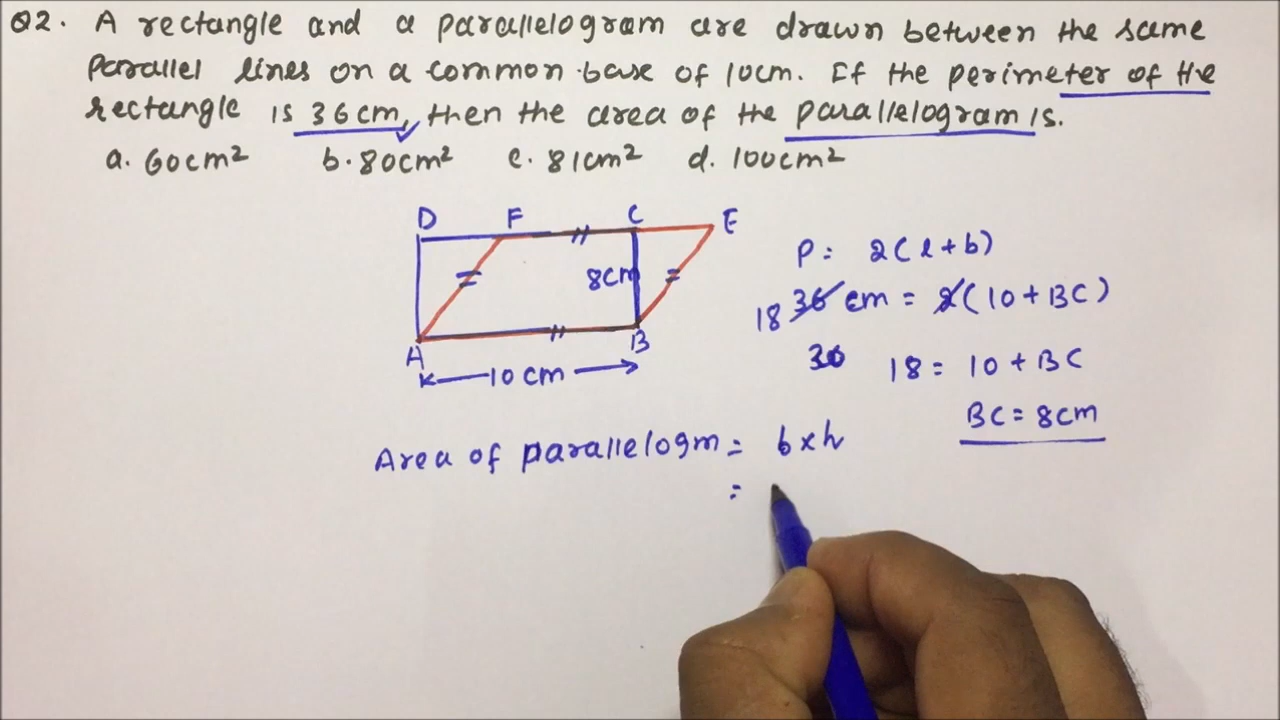 Q2. A rectangle and a parallelogram are drawn between the same
Parallel lines on a common base of 10cm. If the perimeter of the
rectangle is 36cm, then the area of the parallelogram is.
a. 60cm² b. 80cm² c. 81cm² d. 100cm²
D F C E
P = 2(l+b)
8cm
18 36 cm = 2(10+BC)
A B
36 18 = 10+BC
10 cm
BC = 8cm
Area of parallelogm = b×h
=